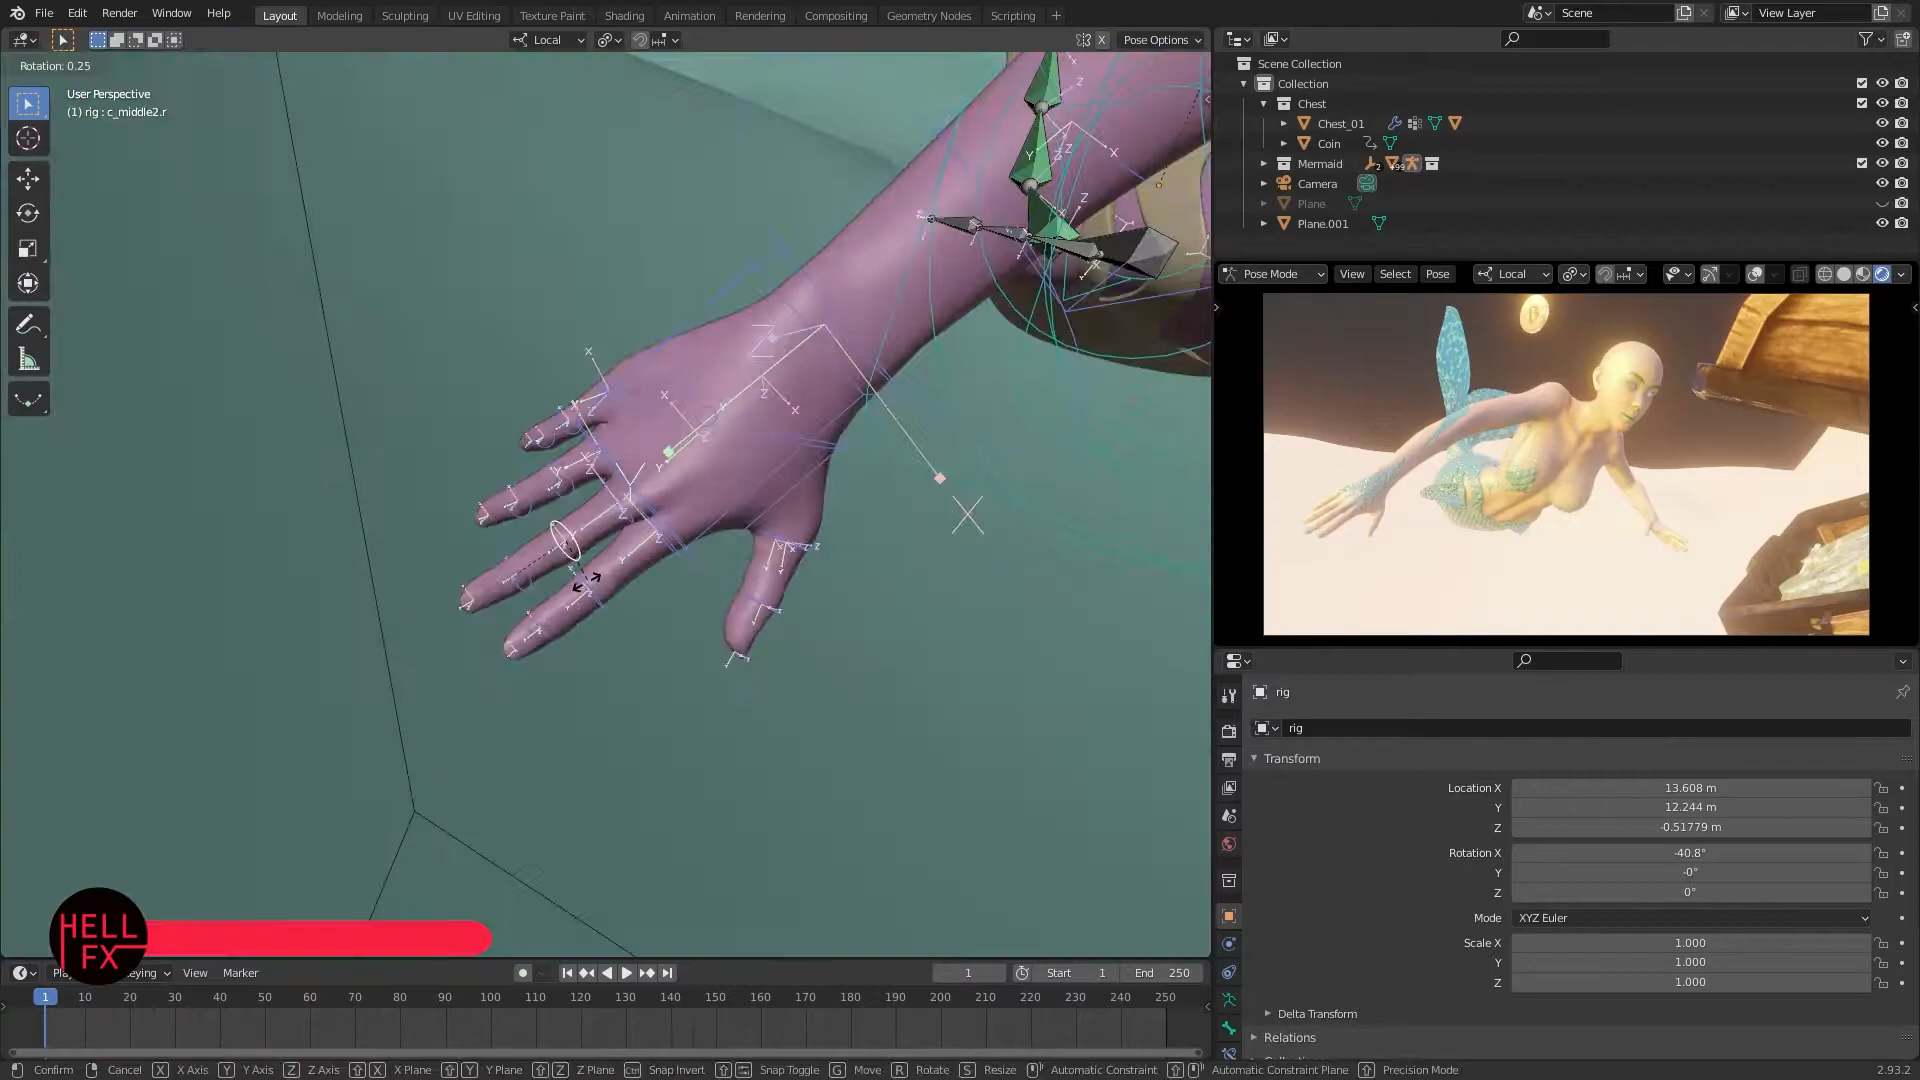 File Edit Render Window Help Layout Modeling Sculpting UV Editing Texture Paint Shading Animation Rendering Compositing Geometry Nodes Scripting + Scene View Layer
Local X Pose Options
Rotation: 0.25
User Perspective
(1) rig : c_middle2.r
Scene Collection
Collection
Chest
Chest_01
Coin
Mermaid
Camera
Plane
Plane.001
Pose Mode View Select Pose Local
rig
rig
Transform
Location X 13.608 m
Y 12.244 m
Z -0.51779 m
Rotation X -40.8°
Y -0°
Z 0°
Mode XYZ Euler
Scale X 1.000
Y 1.000
Z 1.000
Delta Transform
Relations
HELL
FX
View Marker 1 Start 1 End 250
1 10 20 30 40 50 60 70 80 90 100 110 120 130 140 150 160 170 180 190 200 210 220 230 240 250
Confirm Cancel X X Axis Y Y Axis Z Z Axis X X Plane Y Y Plane Z Z Plane Ctrl Snap Invert Snap Toggle G Move R Rotate S Resize Automatic Constraint Automatic Constraint Plane Precision Mode 2.93.2